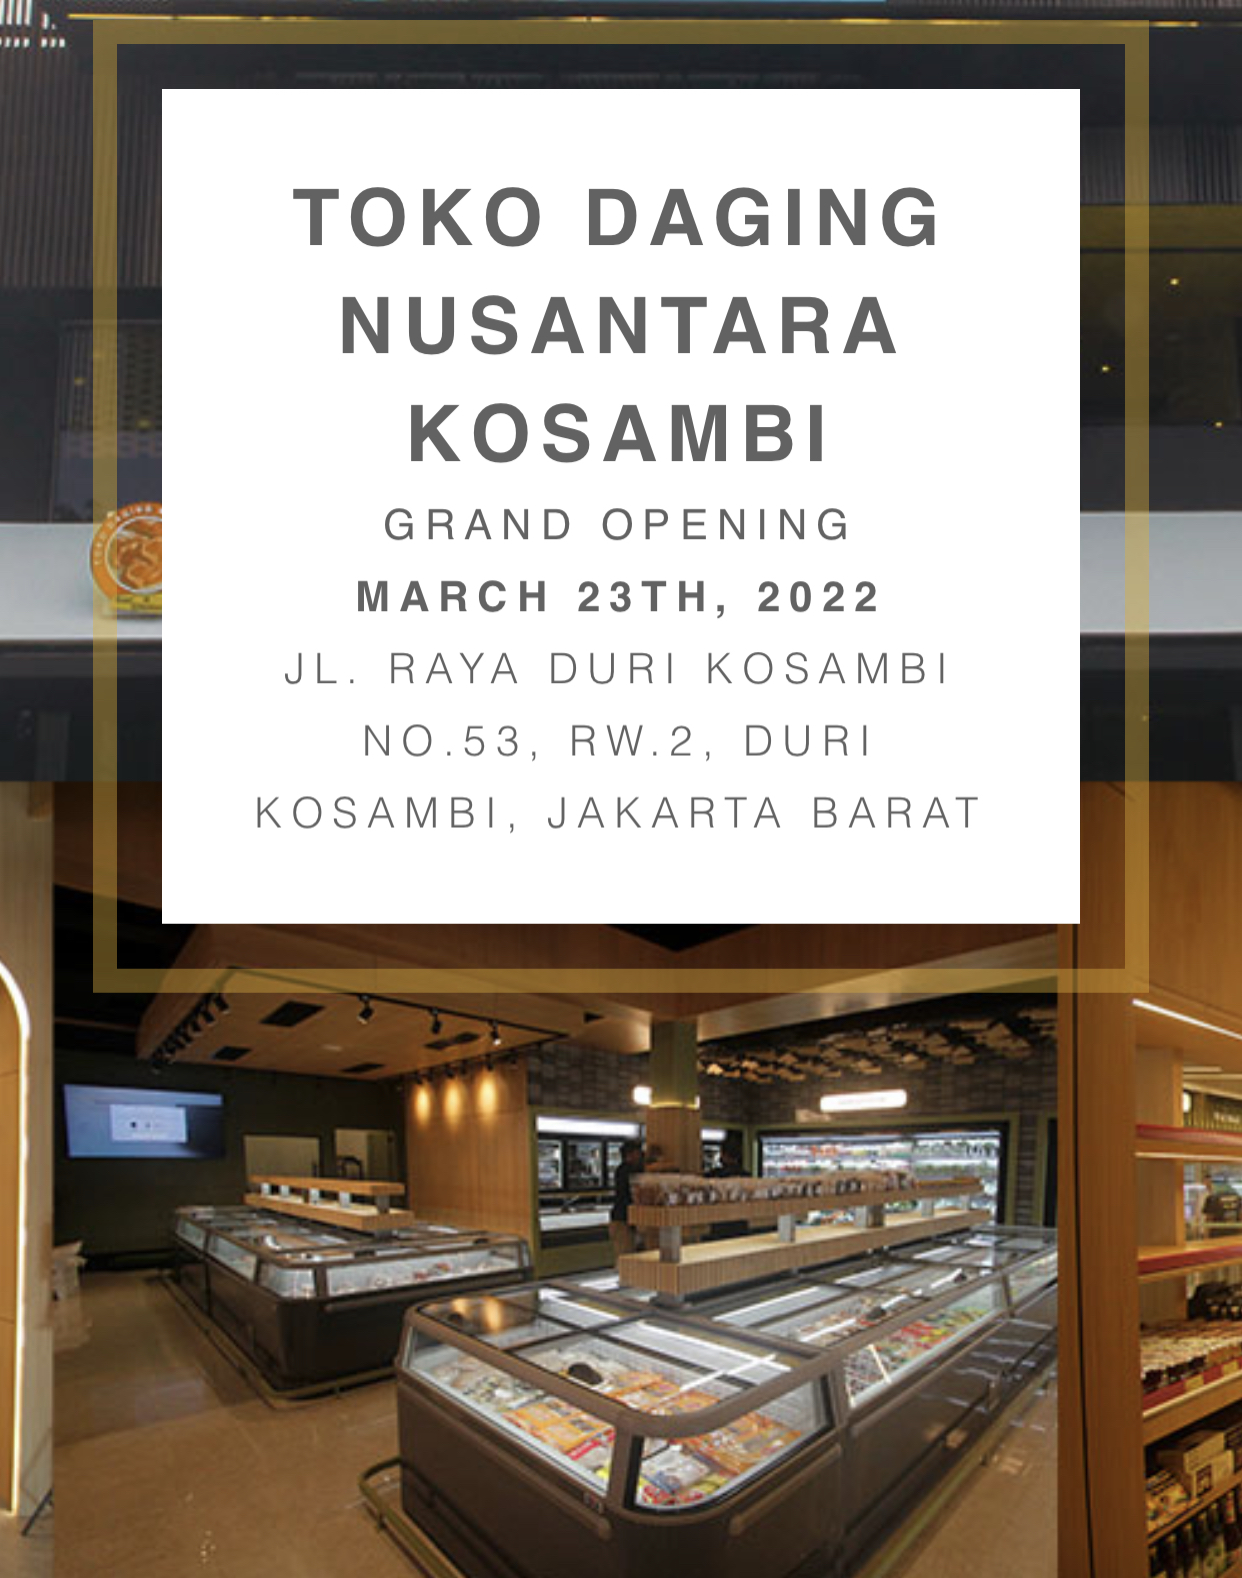 TOKO DAGING
NUSANTARA
KOSAMBI
GRAND OPENING
MARCH 23TH, 2022
JL. RAYA DURI KOSAMBI
NO.53, RW.2, DURI
KOSAMBI, JAKARTA BARAT